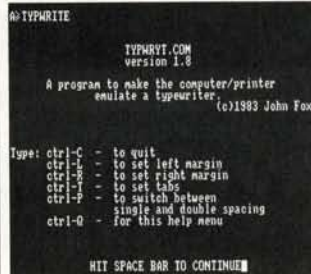 A>TYPWRITE
TYPWRYT.COM
version 1.8
A program to make the computer/printer
emulate a typewriter.
(c)1983 John Fox
Type: ctrl-C - to quit
ctrl-L - to set left margin
ctrl-R - to set right margin
ctrl-T - to set tabs
ctrl-P - to switch between
single and double spacing
ctrl-Q - for this help menu
HIT SPACE BAR TO CONTINUE